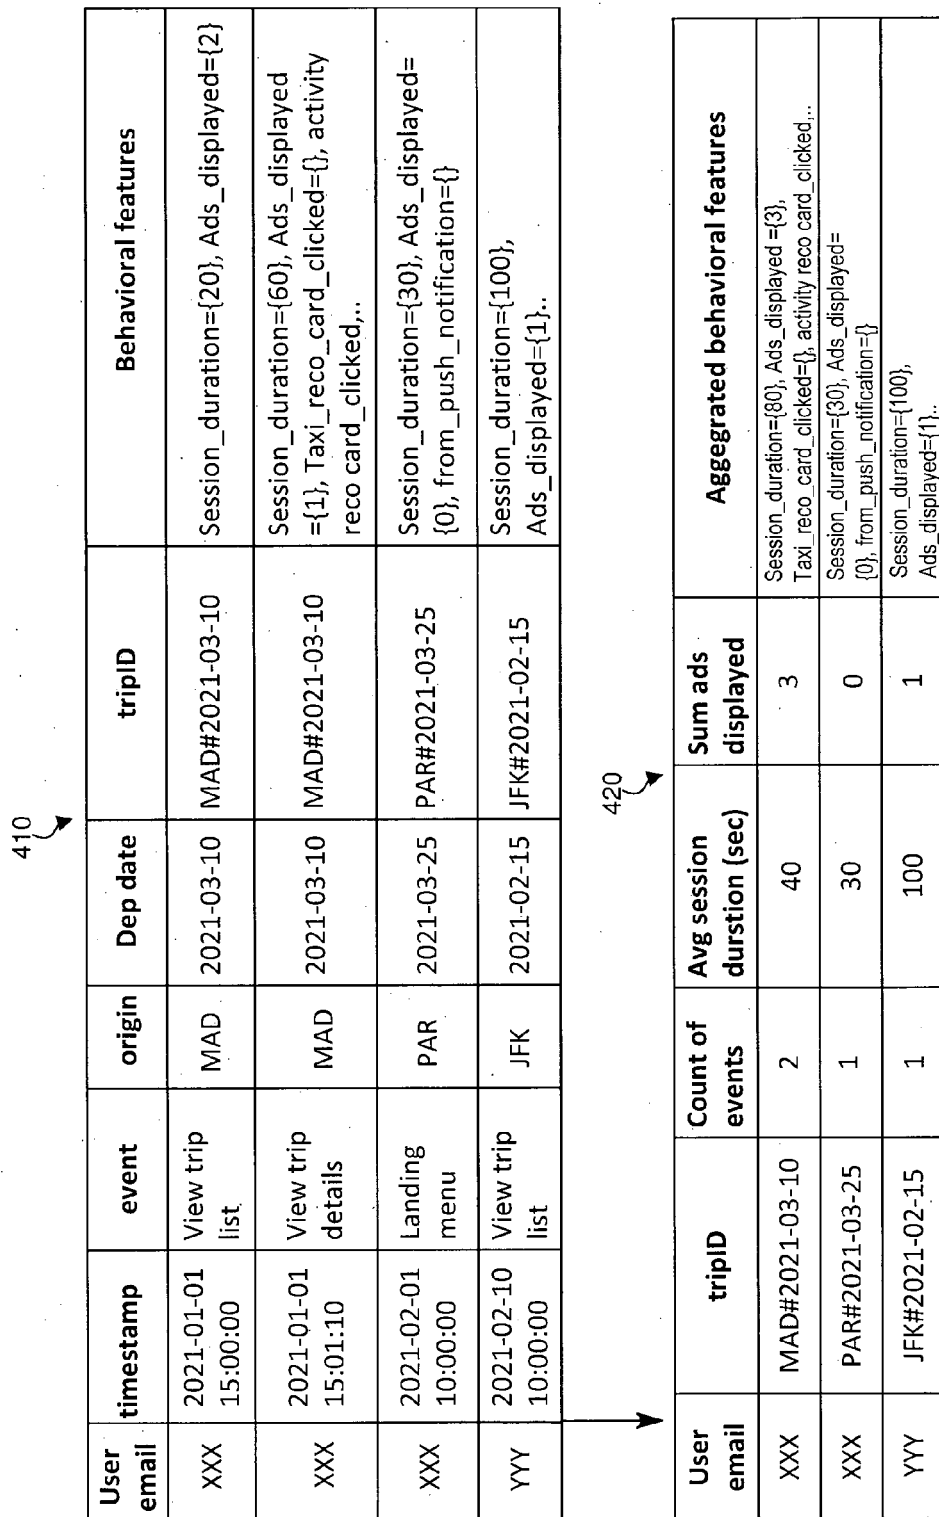 410
User email | timestamp | event | origin | Dep date | tripID | Behavioral features
XXX | 2021-01-01 15:00:00 | View trip list | MAD | 2021-03-10 | MAD#2021-03-10 | Session_duration={20}, Ads_displayed={2}
XXX | 2021-01-01 15:01:10 | View trip details | MAD | 2021-03-10 | MAD#2021-03-10 | Session_duration={60}, Ads_displayed ={1}, Taxi_reco_card_clicked={}, activity reco card_clicked,..
XXX | 2021-02-01 10:00:00 | Landing menu | PAR | 2021-03-25 | PAR#2021-03-25 | Session_duration={30}, Ads_displayed= {0}, from_push_notification={}
YYY | 2021-02-10 10:00:00 | View trip list | JFK | 2021-02-15 | JFK#2021-02-15 | Session_duration={100}, Ads_displayed={1}..
420
User email | tripID | Count of events | Avg session durstion (sec) | Sum ads displayed | Aggegrated behavioral features
XXX | MAD#2021-03-10 | 2 | 40 | 3 | Session_duration={80}, Ads_displayed ={3}, Taxi_reco_card_clicked={}, activity reco card_clicked,..
XXX | PAR#2021-03-25 | 1 | 30 | 0 | Session_duration={30}, Ads_displayed= {0}, from_push_notification={}
YYY | JFK#2021-02-15 | 1 | 100 | 1 | Session_duration={100}, Ads_displayed={1}..